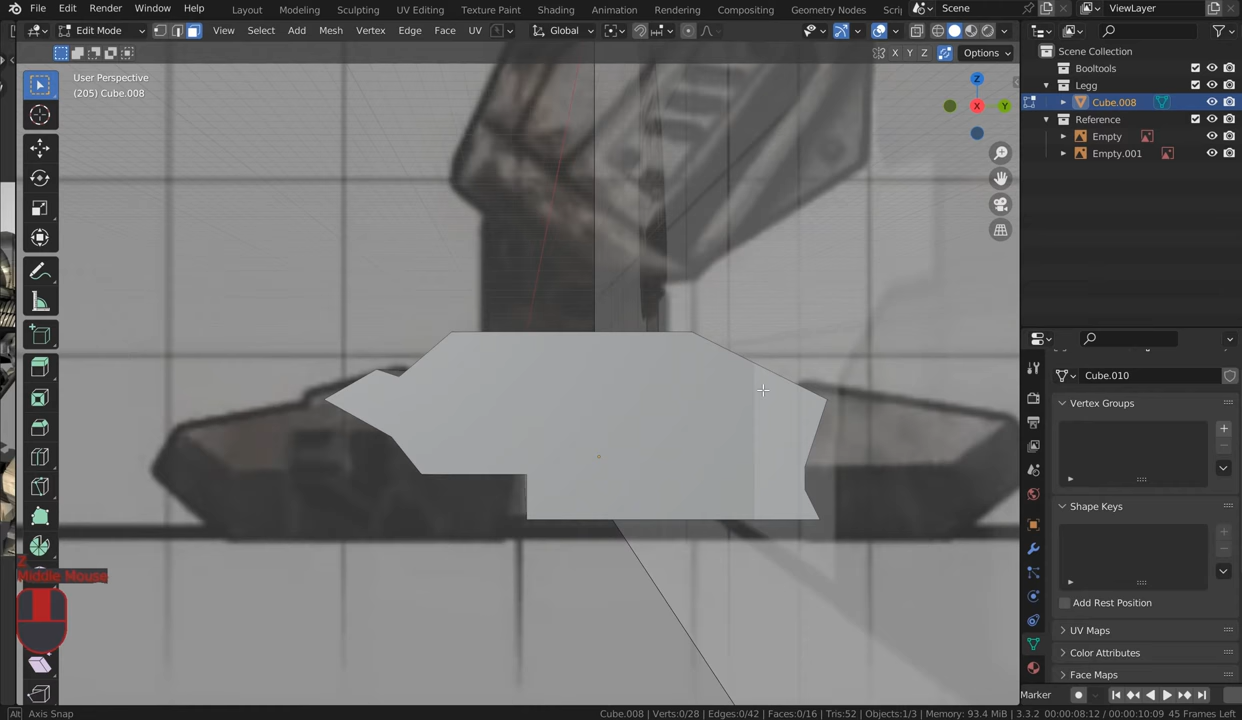 File Edit Render Window Help Layout Modeling Sculpting UV Editing Texture Paint Shading Animation Rendering Compositing Geometry Nodes Scrip Scene ViewLayer
Edit Mode View Select Add Mesh Vertex Edge Face UV Global
X Y Z Options
User Perspective
(205) Cube.008
Z
X
Y
Scene Collection
Booltools
Legg
Cube.008
Reference
Empty
Empty.001
Cube.010
Vertex Groups
Shape Keys
Add Rest Position
UV Maps
Color Attributes
Face Maps
Z
Middle Mouse
Marker
Alt Axis Snap
Cube.008 | Verts:0/28 | Edges:0/42 | Faces:0/16 | Tris:52 | Objects:1/3 | Memory: 93.4 MiB | 3.3.2 00:00:08:12 / 00:00:10:09 45 Frames Left